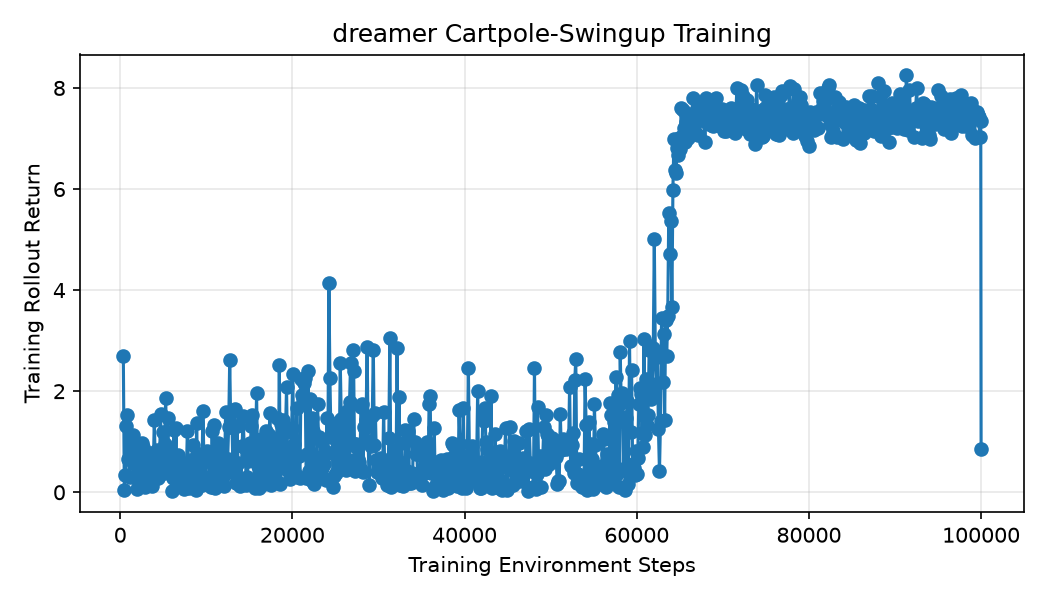 dreamer Cartpole-Swingup Training
Training Rollout Return
8
6
4
2
0
0 20000 40000 60000 80000 100000
Training Environment Steps